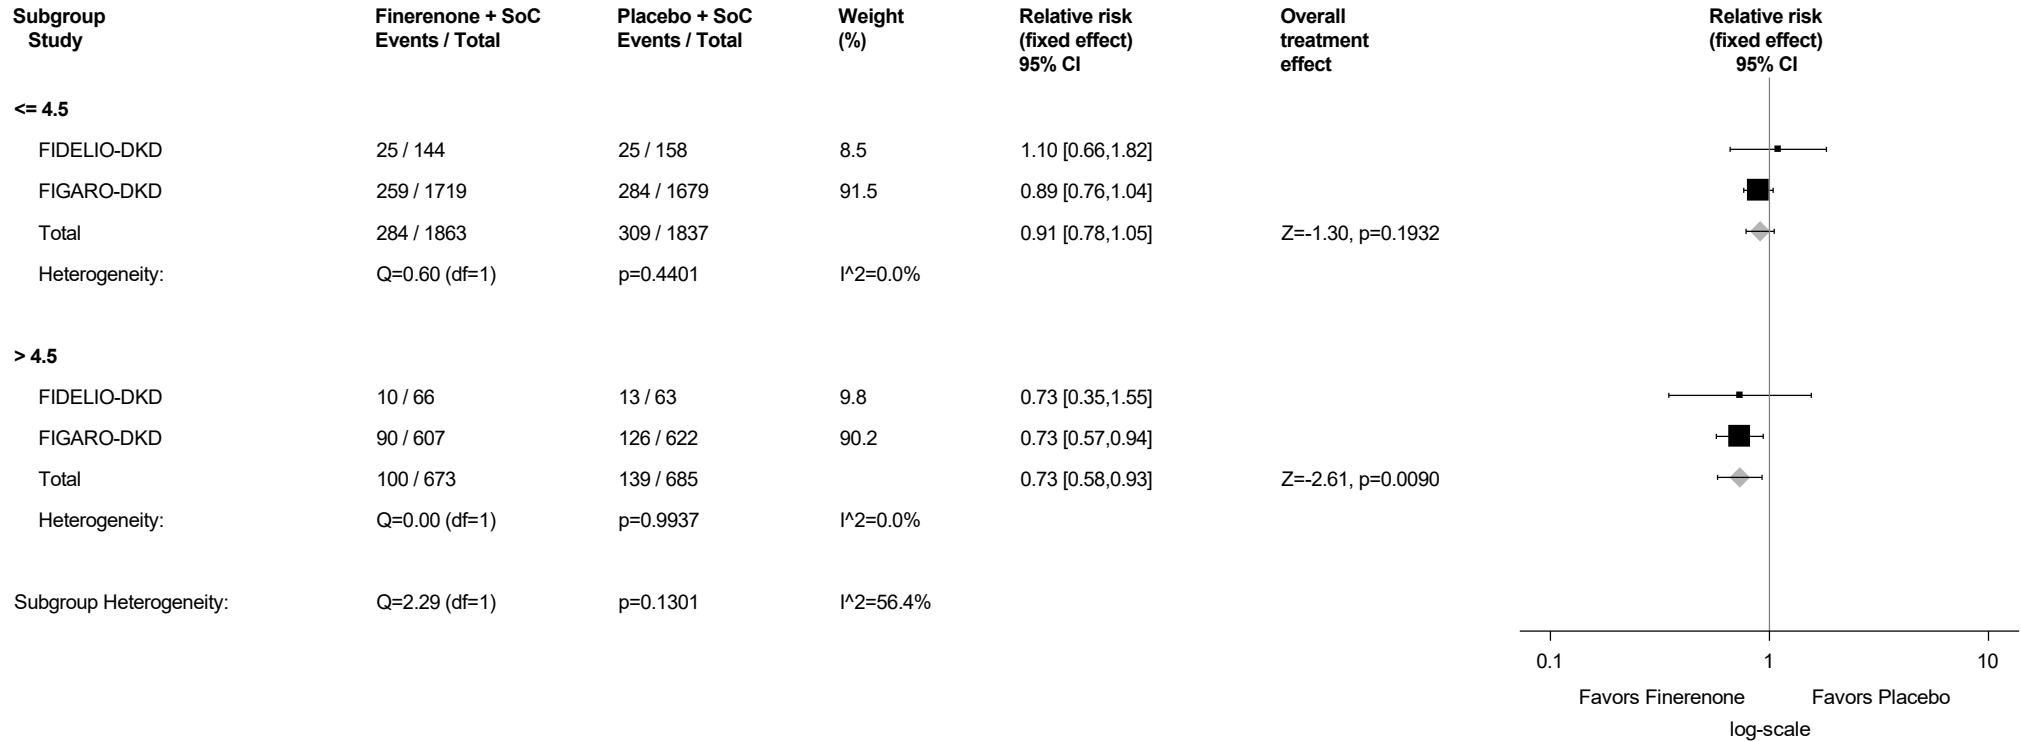 Subgroup Finerenone + SoC Placebo + SoC Weight Relative risk Overall Relative risk
Study Events / Total Events / Total (%) (fixed effect) treatment (fixed effect)
95% CI effect 95% CI
<= 4.5
FIDELIO-DKD 25 / 144 25 / 158 8.5 1.10 [0.66,1.82]
FIGARO-DKD 259 / 1719 284 / 1679 91.5 0.89 [0.76,1.04]
Total 284 / 1863 309 / 1837 0.91 [0.78,1.05] Z=-1.30, p=0.1932
Heterogeneity: Q=0.60 (df=1) p=0.4401 I^2=0.0%
> 4.5
FIDELIO-DKD 10 / 66 13 / 63 9.8 0.73 [0.35,1.55]
FIGARO-DKD 90 / 607 126 / 622 90.2 0.73 [0.57,0.94]
Total 100 / 673 139 / 685 0.73 [0.58,0.93] Z=-2.61, p=0.0090
Heterogeneity: Q=0.00 (df=1) p=0.9937 I^2=0.0%
Subgroup Heterogeneity: Q=2.29 (df=1) p=0.1301 I^2=56.4%
0.1 1 10
Favors Finerenone Favors Placebo
log-scale